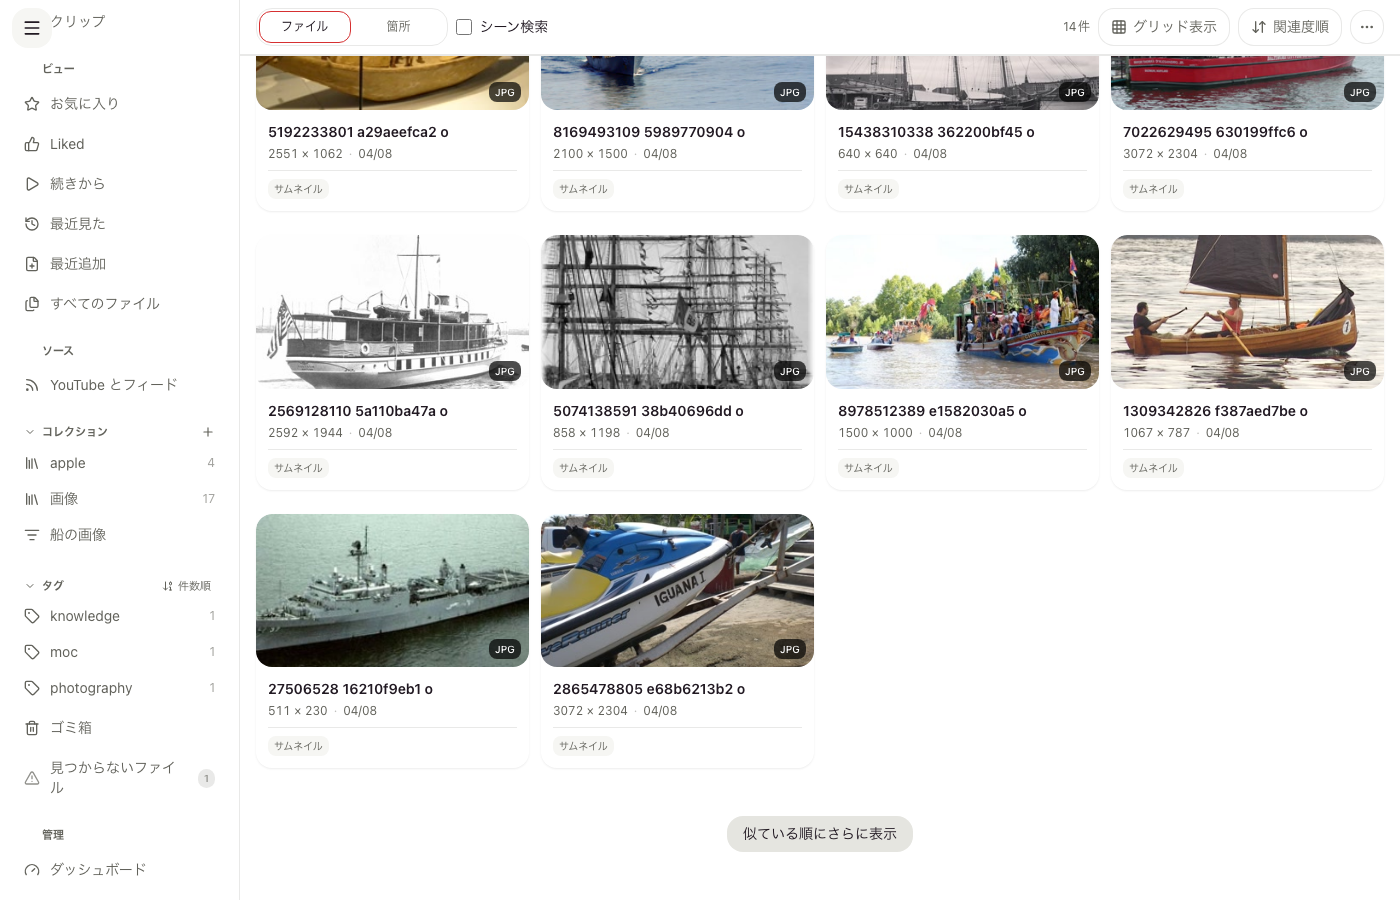 クリップ
ビュー
お気に入り
Liked
続きから
最近見た
最近追加
すべてのファイル
ソース
YouTube とフィード
コレクション
apple 4
画像 17
船の画像
タグ 件数順
knowledge 1
moc 1
photography 1
ゴミ箱
見つからないファイ
ル 1
管理
ダッシュボード
ファイル 箇所 シーン検索 14件 グリッド表示 関連度順
JPG JPG JPG JPG
5192233801 a29aeefca2 o
2551 × 1062 · 04/08
サムネイル
8169493109 5989770904 o
2100 × 1500 · 04/08
サムネイル
15438310338 362200bf45 o
640 × 640 · 04/08
サムネイル
7022629495 630199ffc6 o
3072 × 2304 · 04/08
サムネイル
JPG JPG JPG JPG
2569128110 5a110ba47a o
2592 × 1944 · 04/08
サムネイル
5074138591 38b40696dd o
858 × 1198 · 04/08
サムネイル
8978512389 e1582030a5 o
1500 × 1000 · 04/08
サムネイル
7
1309342826 f387aed7be o
1067 × 787 · 04/08
サムネイル
JPG
27506528 16210f9eb1 o
511 × 230 · 04/08
サムネイル
IGUANA I
JPG
2865478805 e68b6213b2 o
3072 × 2304 · 04/08
サムネイル
似ている順にさらに表示